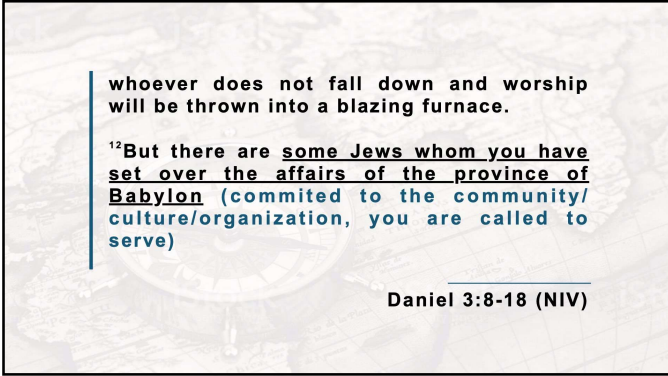 whoever does not fall down and worship
will be thrown into a blazing furnace.
¹²But there are some Jews whom you have
set over the affairs of the province of
Babylon (commited to the community/
culture/organization, you are called to
serve)
Daniel 3:8-18 (NIV)